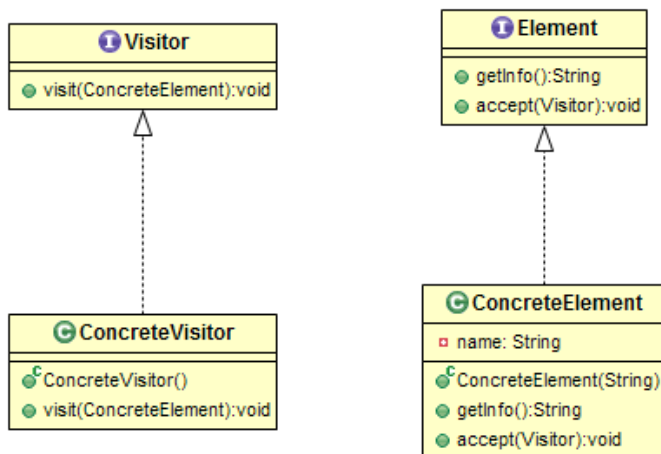 I Visitor
visit(ConcreteElement):void
I Element
getInfo():String
accept(Visitor):void
C ConcreteVisitor
C ConcreteVisitor()
visit(ConcreteElement):void
C ConcreteElement
name: String
C ConcreteElement(String)
getInfo():String
accept(Visitor):void